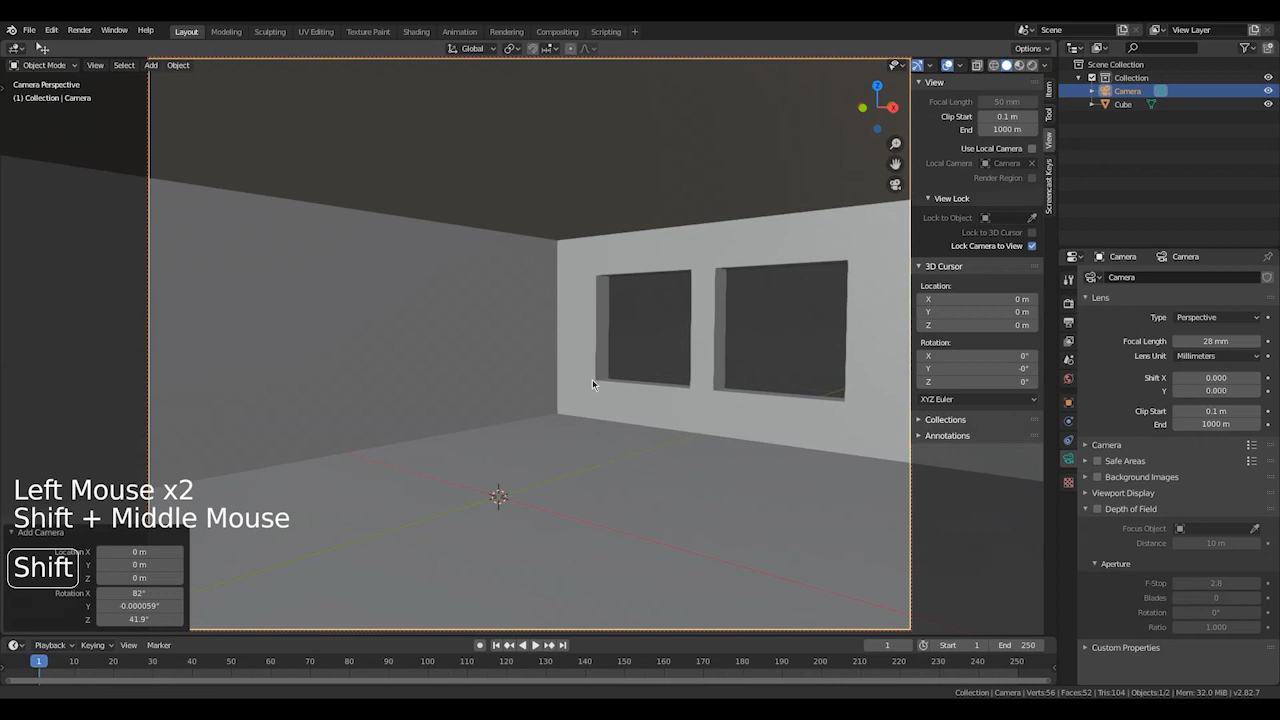 File Edit Render Window Help Layout Modeling Sculpting UV Editing Texture Paint Shading Animation Rendering Compositing Scripting + Scene View Layer
Global Options
Object Mode View Select Add Object
Camera Perspective
(1) Collection | Camera
Z
X
View
Focal Length 50 mm
Clip Start 0.1 m
End 1000 m
Use Local Camera
Local Camera Camera
Render Region
View Lock
Lock to Object
Lock to 3D Cursor
Lock Camera to View
3D Cursor
Location:
X 0 m
Y 0 m
Z 0 m
Rotation:
X 0°
Y -0°
Z 0°
XYZ Euler
Collections
Annotations
Item
Tool
View
Screencast Keys
Scene Collection
Collection
Camera
Cube
Camera Camera
Camera
Lens
Type Perspective
Focal Length 28 mm
Lens Unit Millimeters
Shift X 0.000
Y 0.000
Clip Start 0.1 m
End 1000 m
Camera
Safe Areas
Background Images
Viewport Display
Depth of Field
Focus Object
Distance 10 m
Aperture
F-Stop 2.8
Blades 0
Rotation 0°
Ratio 1.000
Custom Properties
Left Mouse x2
Shift + Middle Mouse
Shift
Add Camera
Location X 0 m
Y 0 m
Z 0 m
Rotation X 82°
Y -0.000059°
Z 41.9°
Playback Keying View Marker 1 Start 1 End 250
1 10 20 30 40 50 60 70 80 90 100 110 120 130 140 150 160 170 180 190 200 210 220 230 240 250
Collection | Camera | Verts:56 | Faces:52 | Tris:104 | Objects:1/2 | Mem: 32.0 MiB | v2.82.7